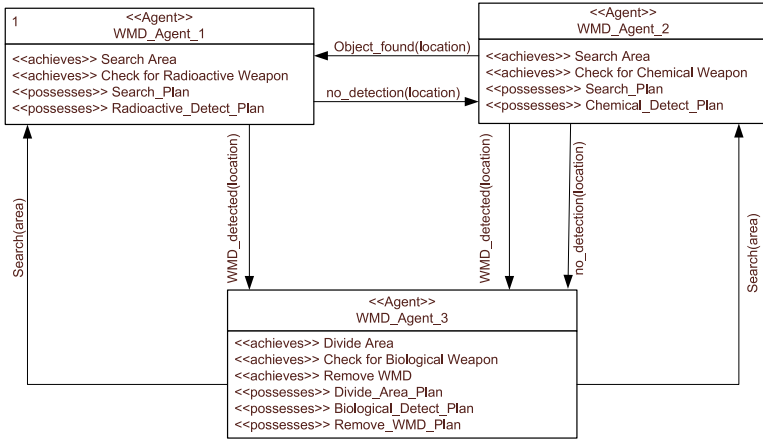 1
<<Agent>>
WMD_Agent_1
<<achieves>> Search Area
<<achieves>> Check for Radioactive Weapon
<<possesses>> Search_Plan
<<possesses>> Radioactive_Detect_Plan
Object_found(location)
no_detection(location)
<<Agent>>
WMD_Agent_2
<<achieves>> Search Area
<<achieves>> Check for Chemical Weapon
<<possesses>> Search_Plan
<<possesses>> Chemical_Detect_Plan
Search(area)
WMD_detected(location)
WMD_detected(location)
no_detection(location)
Search(area)
<<Agent>>
WMD_Agent_3
<<achieves>> Divide Area
<<achieves>> Check for Biological Weapon
<<achieves>> Remove WMD
<<possesses>> Divide_Area_Plan
<<possesses>> Biological_Detect_Plan
<<possesses>> Remove_WMD_Plan